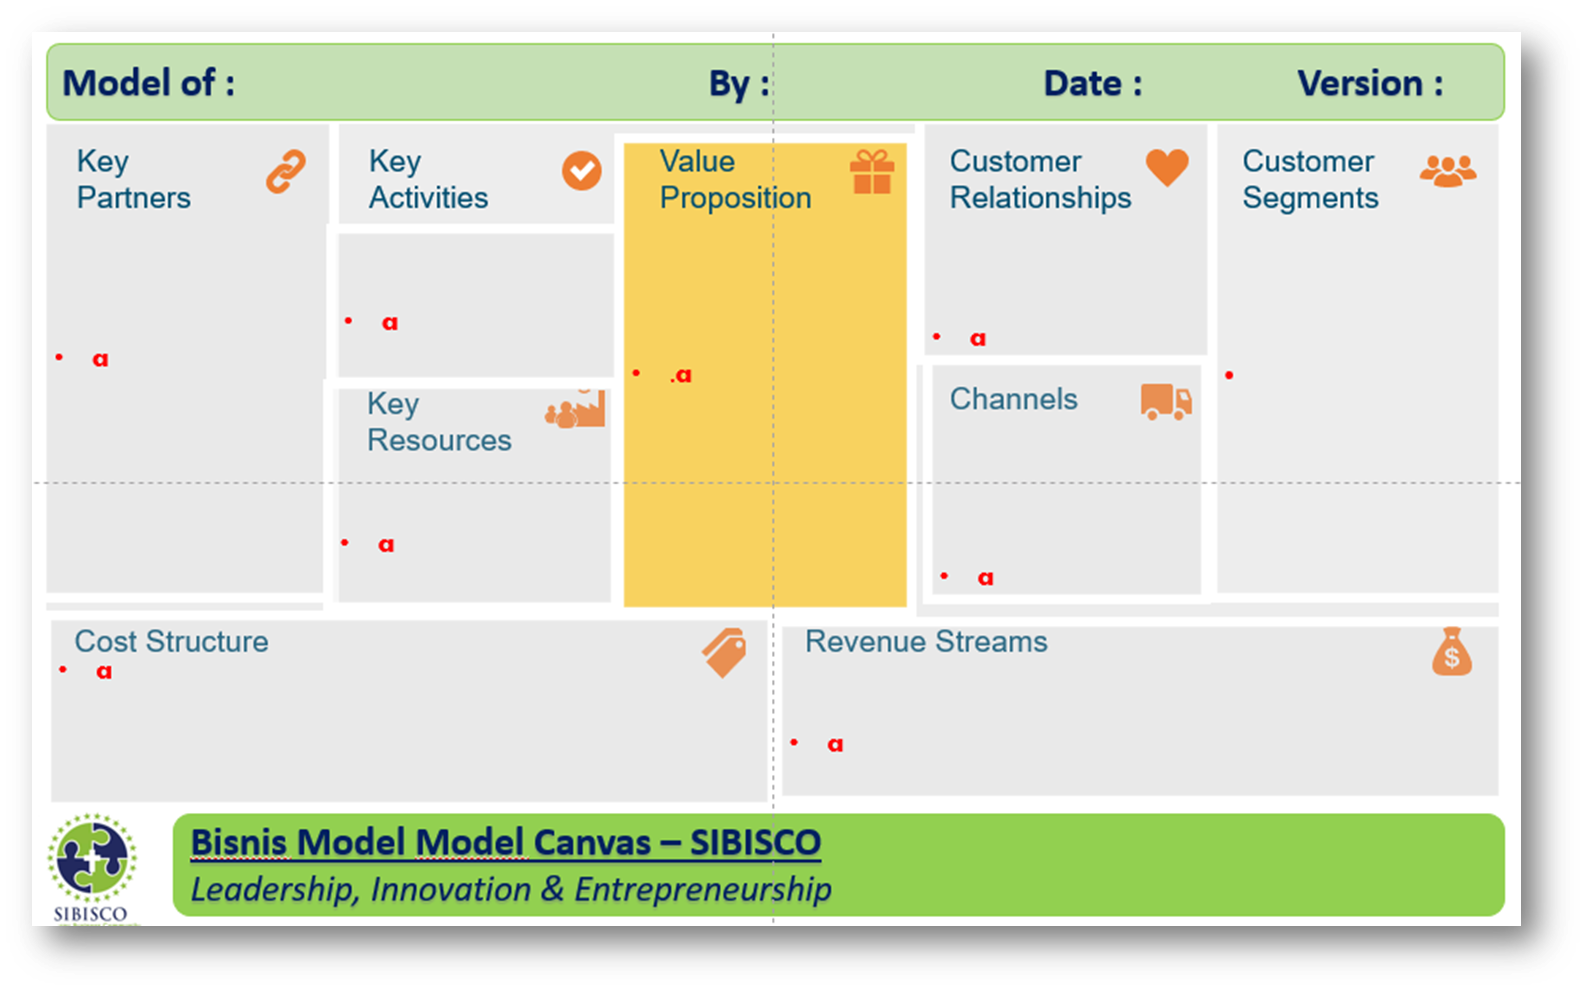 Model of :
By :
Date :
Version :
Key
Partners
• a
Key
Activities
• a
Key
Resources
• a
Value
Proposition
• .a
Customer
Relationships
• a
Channels
• a
Customer
Segments
•
Cost Structure
• a
Revenue Streams
$
• a
Bisnis Model Model Canvas – SIBISCO
Leadership, Innovation & Entrepreneurship
SIBISCO